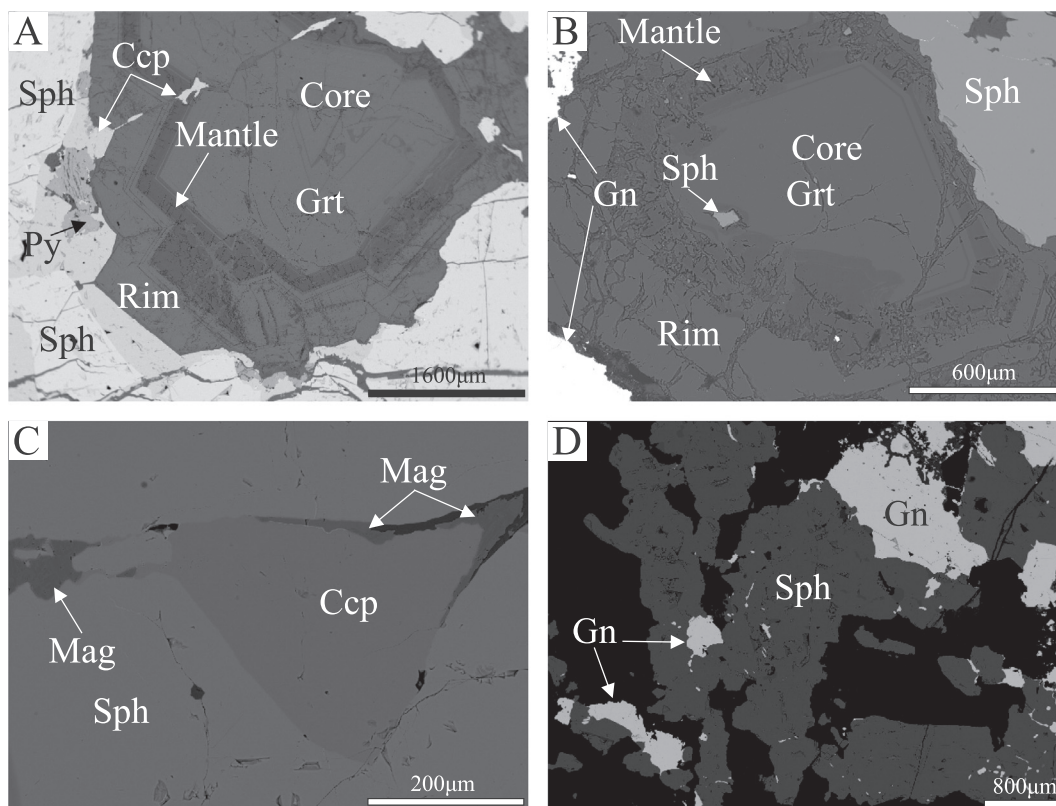 A
Ccp
Sph
Core
Mantle
Grt
Py
Rim
Sph
1600μm
B
Mantle
Sph
Core
Sph
Grt
Gn
Rim
600μm
C
Mag
Ccp
Mag
Sph
200μm
D
Gn
Sph
Gn
800μm